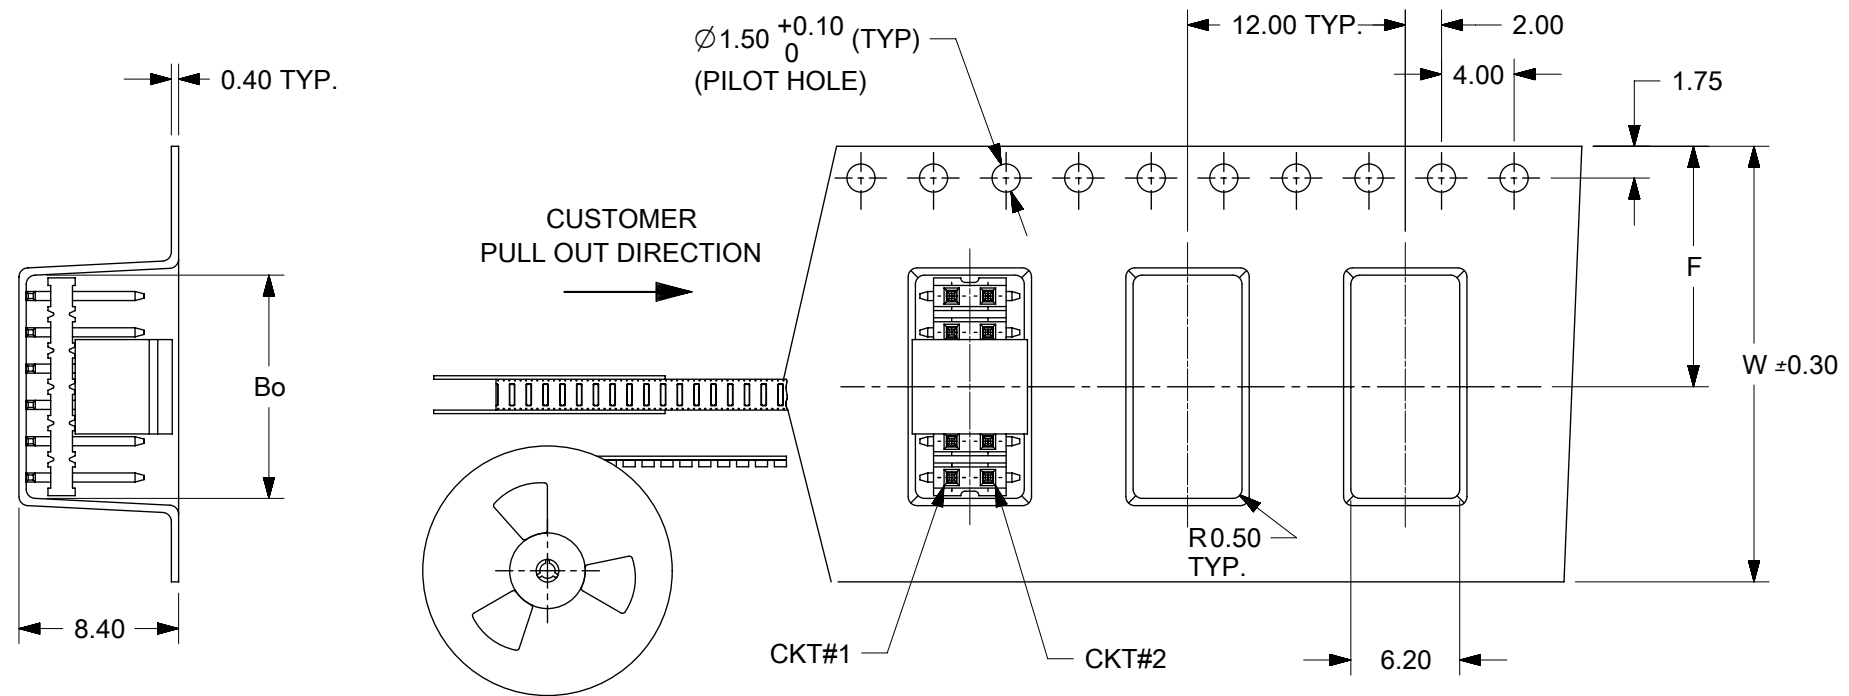 0.40 TYP.
Ø1.50 +0.10 (TYP)
0
(PILOT HOLE)
12.00 TYP.
2.00
4.00
1.75
CUSTOMER
PULL OUT DIRECTION
F
W ±0.30
Bo
R0.50
TYP.
8.40
CKT#1
CKT#2
6.20